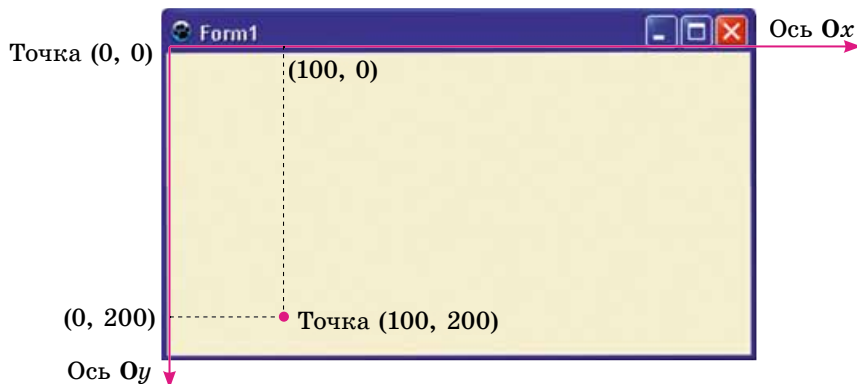 Form1
Ось Ox
Точка (0, 0)
(100, 0)
(0, 200)
Точка (100, 200)
Ось Oy